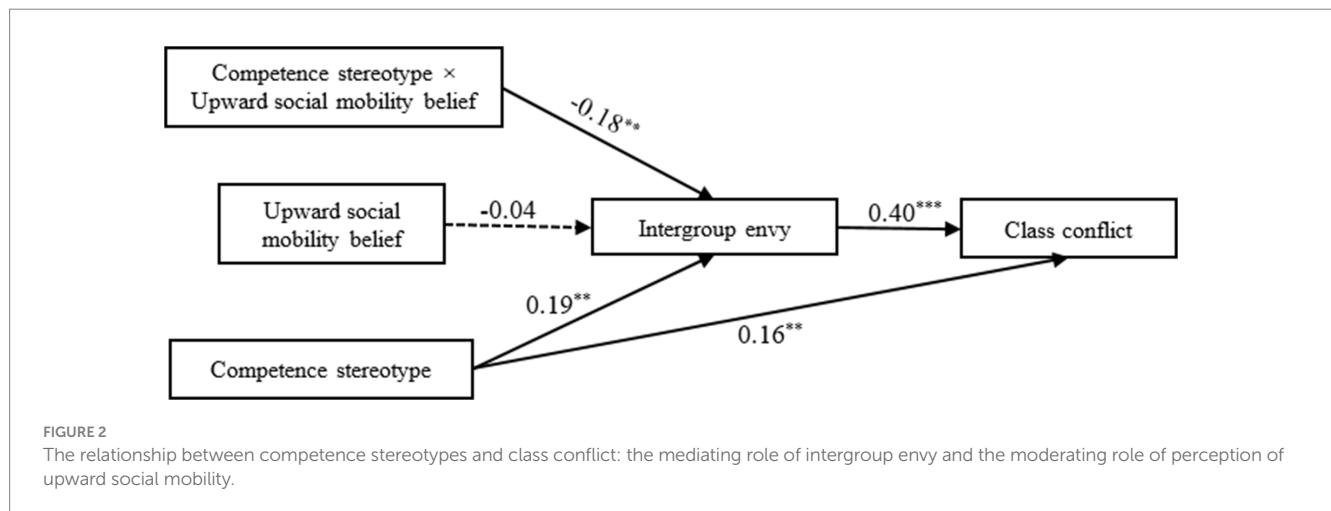 Competence stereotype ×
Upward social mobility belief
-0.18**
Upward social
mobility belief
-0.04
Intergroup envy
0.40***
Class conflict
0.19**
0.16**
Competence stereotype
FIGURE 2
The relationship between competence stereotypes and class conflict: the mediating role of intergroup envy and the moderating role of perception of
upward social mobility.